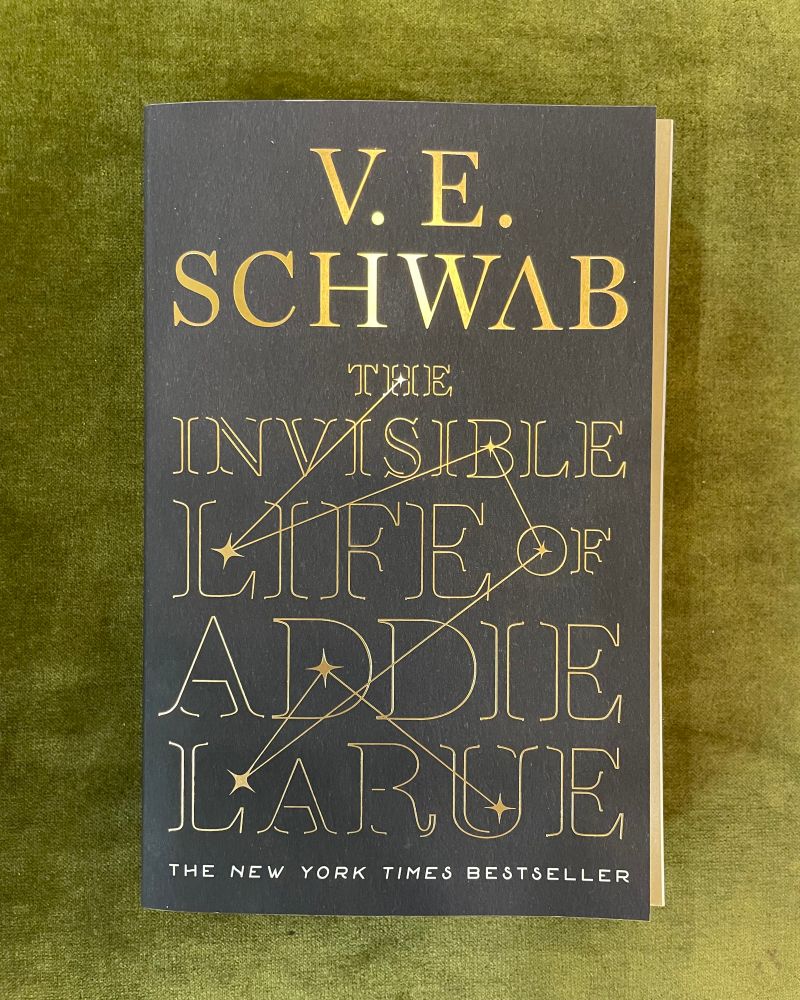 V. E.
SCHWAB
THE
INVISIBLE
LIFE OF
ADDIE
LARUE
THE NEW YORK TIMES BESTSELLER